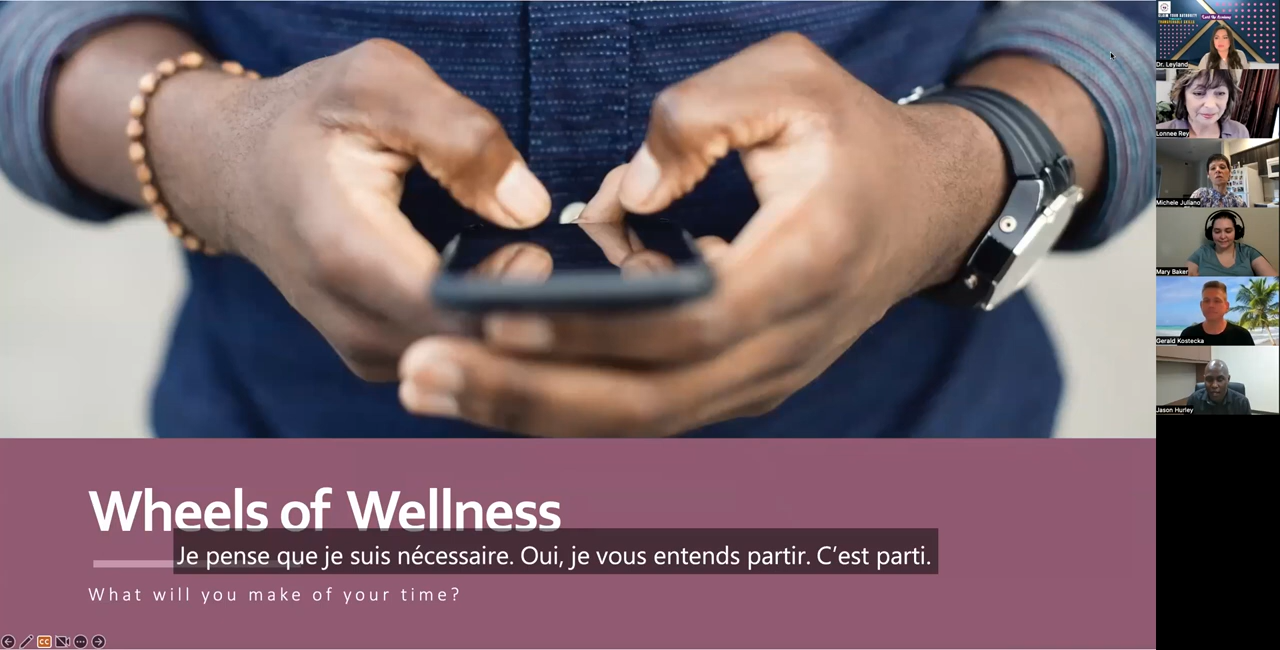 Wheels of Wellness
Je pense que je suis nécessaire. Oui, je vous entends partir. C'est parti.
What will you make of your time?
CC
Dr. Leyland
Lonnee Rey
Michele Juliano
Mary Baker
Gerald Kostecka
Jason Hurley